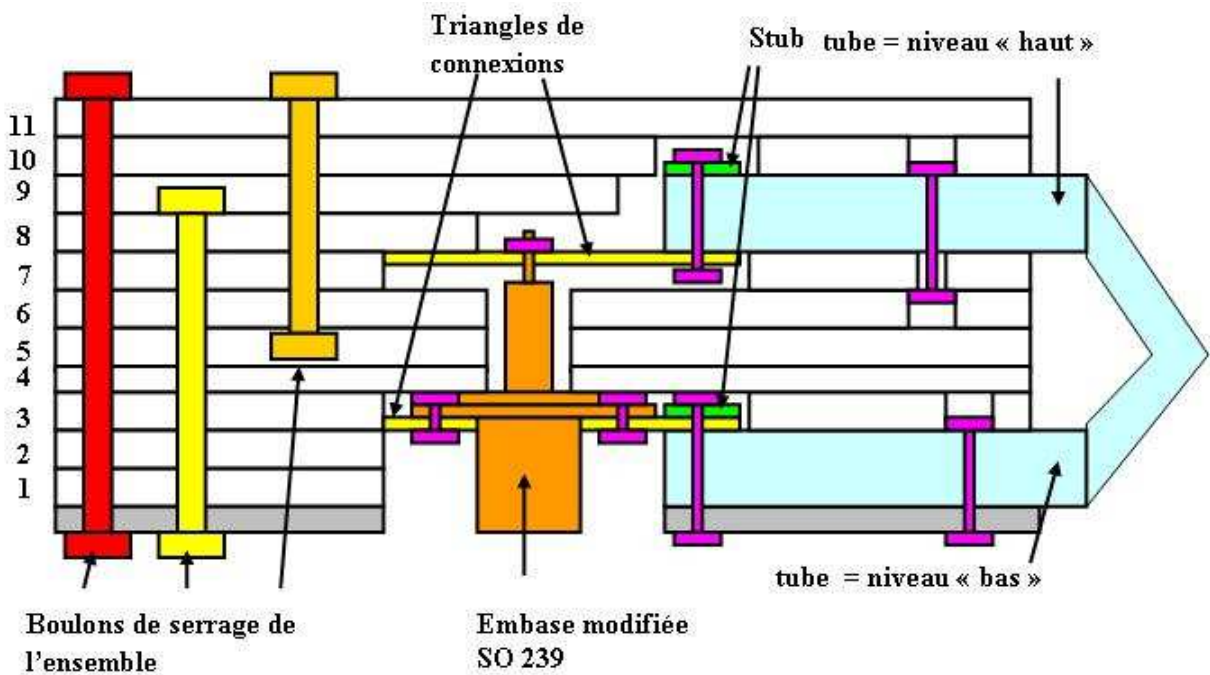 Triangles de
connexions
Stub
tube = niveau « haut »
11
10
9
8
7
6
5
4
3
2
1
tube = niveau « bas »
Boulons de serrage de
l'ensemble
Embase modifiée
SO 239